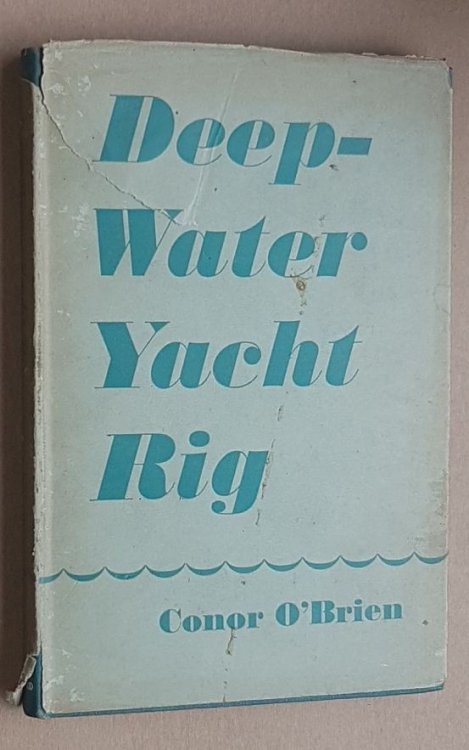 Deep-
Water
Yacht
Rig
Conor O'Brien